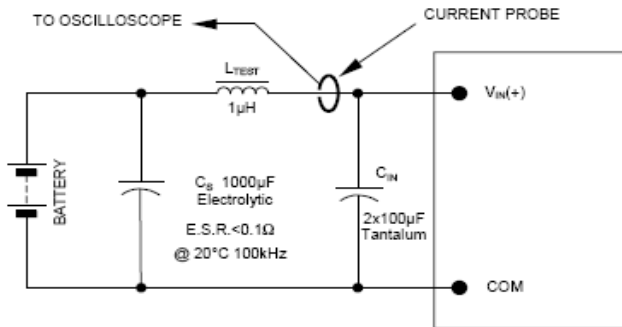 TO OSCILLOSCOPE
CURRENT PROBE
LTEST
1µH
VIN(+)
BATTERY
CS 1000µF
Electrolytic
E.S.R.<0.1Ω
@ 20°C 100kHz
CIN
2x100µF
Tantalum
COM